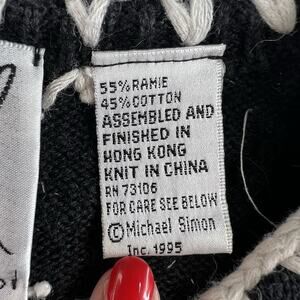 55% RAMIE
45% COTTON
ASSEMBLED AND
FINISHED IN
HONG KONG
KNIT IN CHINA
RN 73106
FOR CARE SEE BELOW
©Michael Simon
Inc. 1995